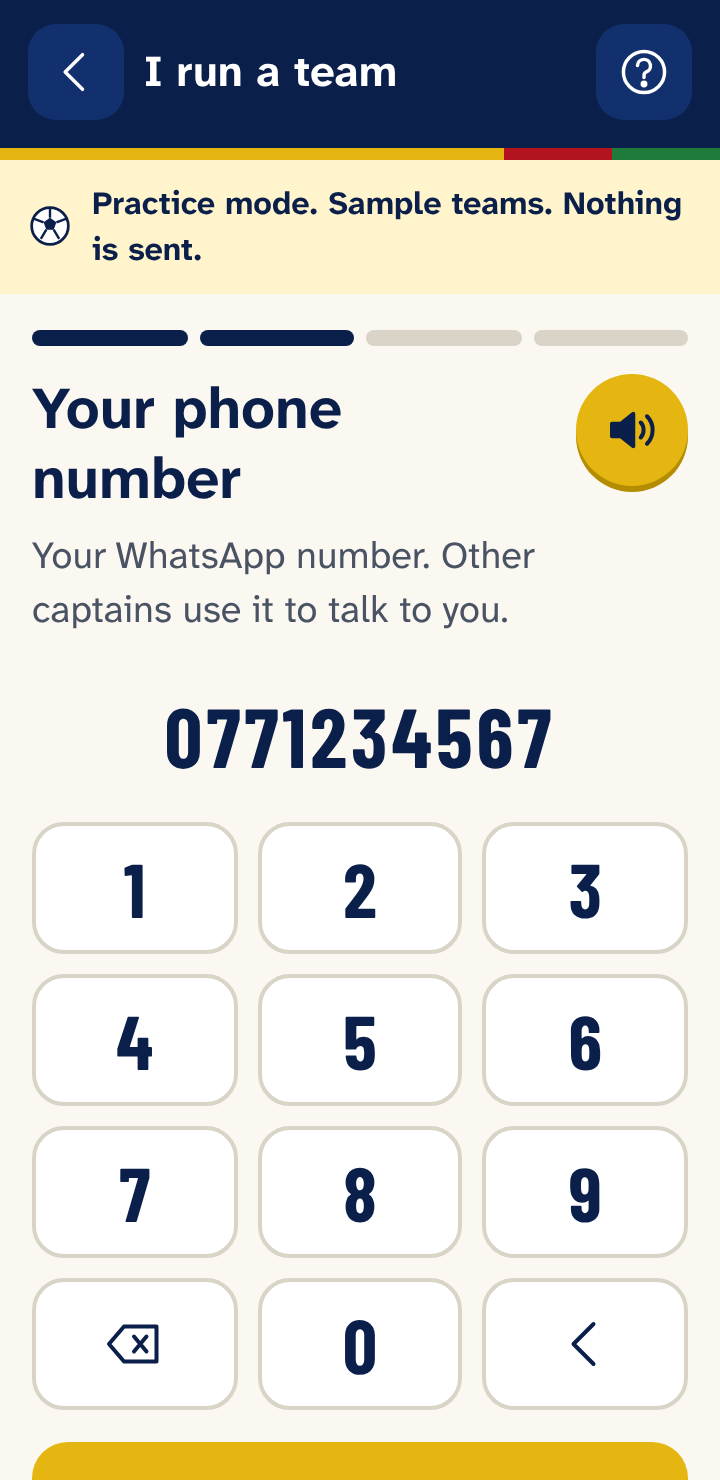 I run a team
Practice mode. Sample teams. Nothing
is sent.
Your phone
number
Your WhatsApp number. Other
captains use it to talk to you.
0771234567
1 2 3
4 5 6
7 8 9
0